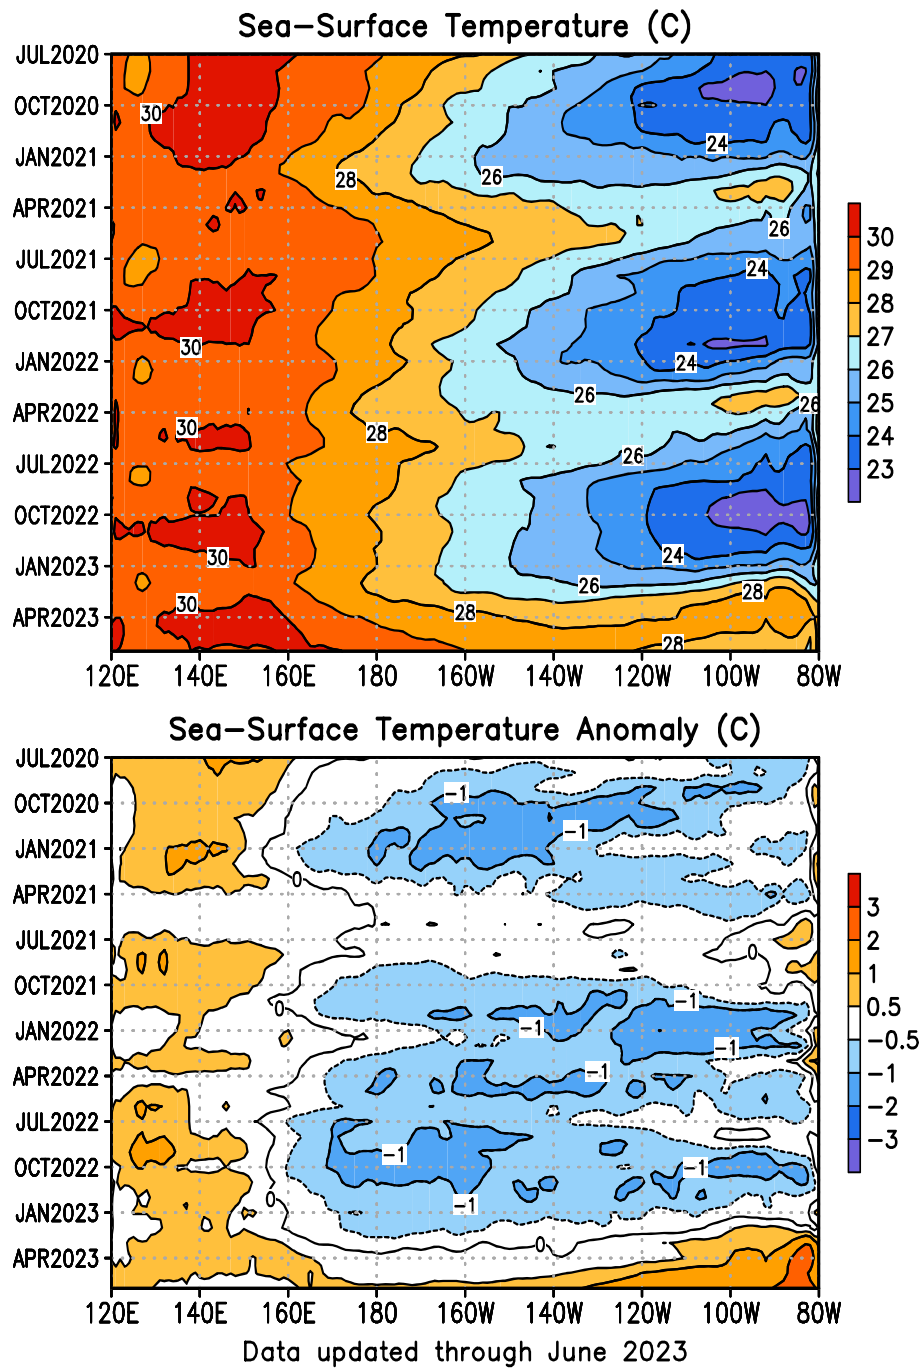 Sea-Surface Temperature (C)
JUL2020
OCT2020
30
24
JAN2021
28
26
APR2021
26
JUL2021
24
OCT2021
30
JAN2022
24
26
APR2022
26
30
28
26
JUL2022
OCT2022
30
24
JAN2023
26
28
30
28
APR2023
28
120E 140E 160E 180 160W 140W 120W 100W 80W
30
29
28
27
26
25
24
23
Sea-Surface Temperature Anomaly (C)
JUL2020
-1
OCT2020
-1
JAN2021
0
APR2021
JUL2021
0
OCT2021
0
-1
-1
JAN2022
-1
APR2022
-1
JUL2022
-1
OCT2022
-1
0
-1
JAN2023
0
APR2023
120E 140E 160E 180 160W 140W 120W 100W 80W
3
2
1
0.5
-0.5
-1
-2
-3
Data updated through June 2023